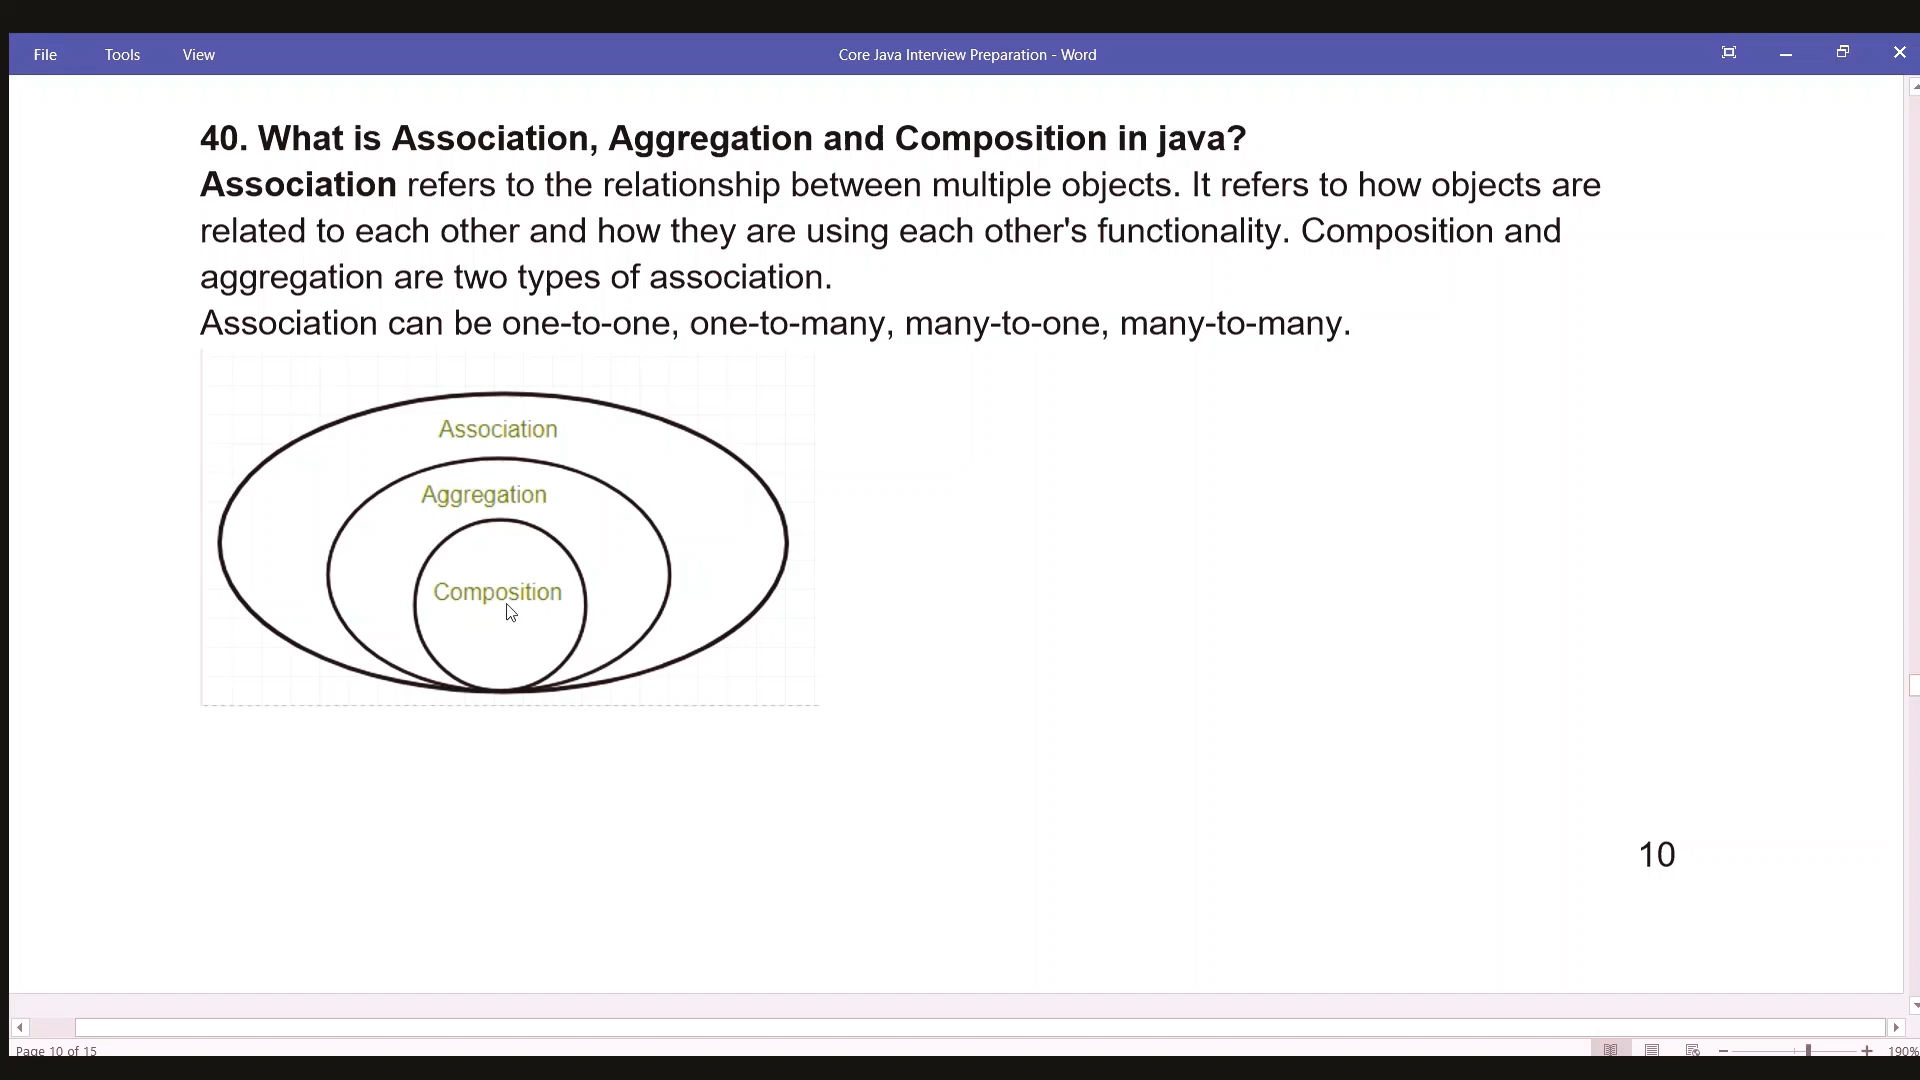 File Tools View Core Java Interview Preparation - Word
40. What is Association, Aggregation and Composition in java?
Association refers to the relationship between multiple objects. It refers to how objects are
related to each other and how they are using each other's functionality. Composition and
aggregation are two types of association.
Association can be one-to-one, one-to-many, many-to-one, many-to-many.
Association
Aggregation
Composition
10
Page 10 of 15 190%